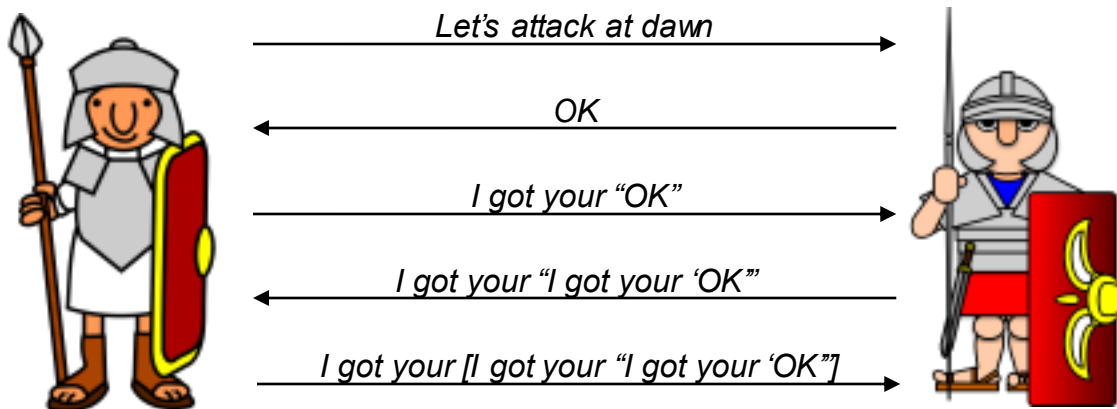 Let’s attack at dawn
OK
I got your “OK”
I got your “I got your ‘OK’”
I got your [I got your “I got your ‘OK’”]